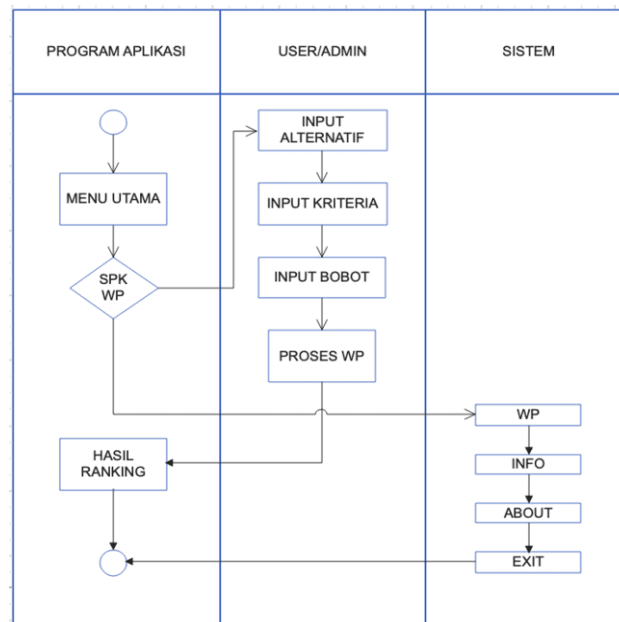 PROGRAM APLIKASI
USER/ADMIN
SISTEM
INPUT
ALTERNATIF
MENU UTAMA
INPUT KRITERIA
SPK
WP
INPUT BOBOT
PROSES WP
WP
HASIL
RANKING
INFO
ABOUT
EXIT